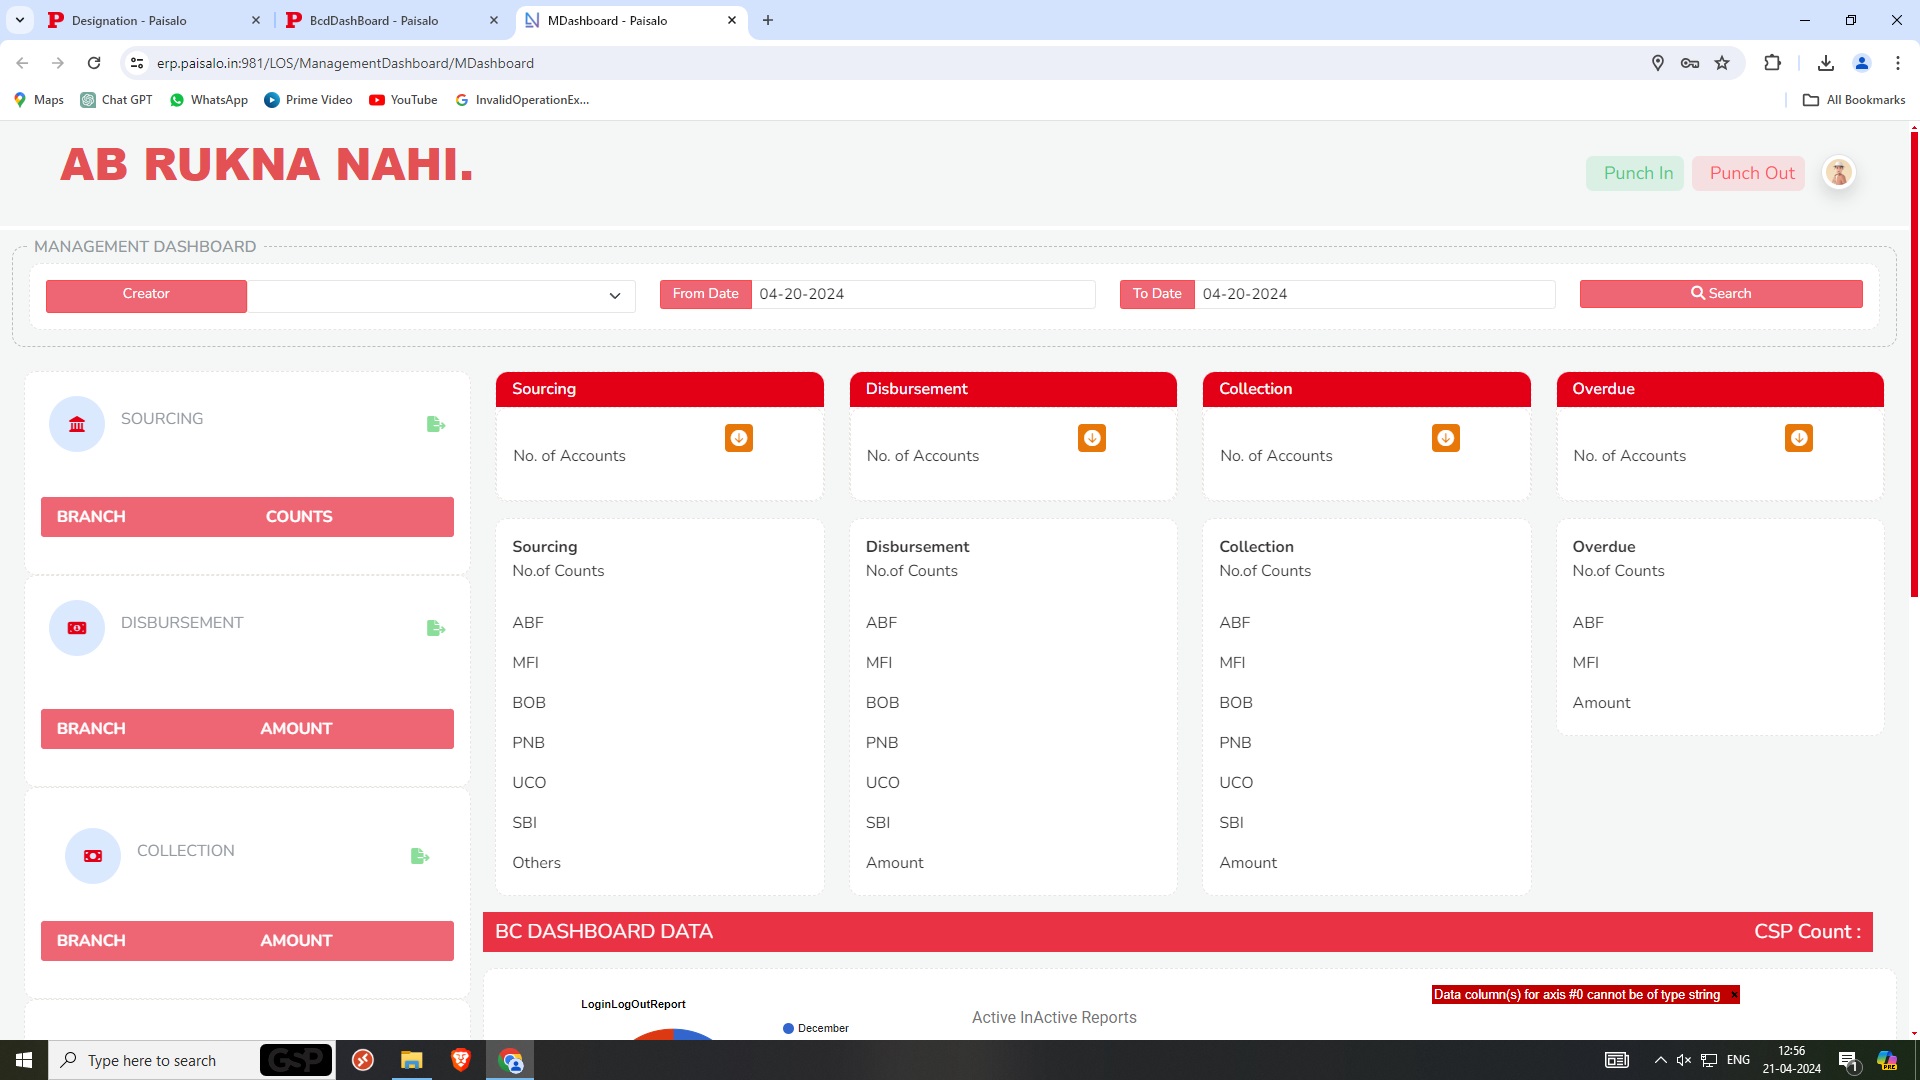 Designation - Paisalo
BcdDashBoard - Paisalo
MDashboard - Paisalo
erp.paisalo.in:981/LOS/ManagementDashboard/MDashboard
Maps
Chat GPT
WhatsApp
Prime Video
YouTube
InvalidOperationEx...
All Bookmarks
AB RUKNA NAHI.
Punch In
Punch Out
MANAGEMENT DASHBOARD
Creator
From Date
04-20-2024
To Date
04-20-2024
Search
SOURCING
BRANCH COUNTS
DISBURSEMENT
BRANCH AMOUNT
COLLECTION
BRANCH AMOUNT
Sourcing
No. of Accounts
Disbursement
No. of Accounts
Collection
No. of Accounts
Overdue
No. of Accounts
Sourcing
No.of Counts
ABF
MFI
BOB
PNB
UCO
SBI
Others
Disbursement
No.of Counts
ABF
MFI
BOB
PNB
UCO
SBI
Amount
Collection
No.of Counts
ABF
MFI
BOB
PNB
UCO
SBI
Amount
Overdue
No.of Counts
ABF
MFI
Amount
BC DASHBOARD DATA
CSP Count :
LoginLogOutReport
December
Active InActive Reports
Data column(s) for axis #0 cannot be of type string ×
Type here to search
GSP
ENG
12:56
21-04-2024
1
PRE